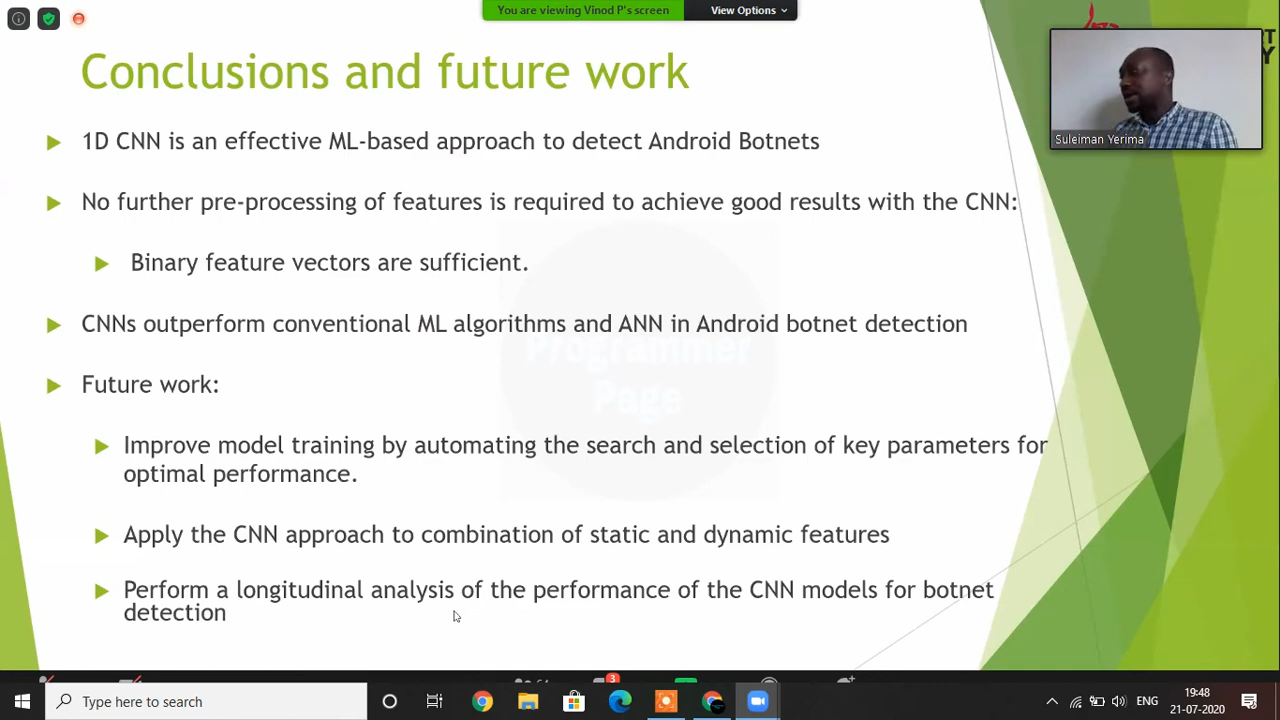 You are viewing Vinod P's screen
View Options
Conclusions and future work
Suleiman Yerima
1D CNN is an effective ML-based approach to detect Android Botnets
No further pre-processing of features is required to achieve good results with the CNN:
Binary feature vectors are sufficient.
CNNs outperform conventional ML algorithms and ANN in Android botnet detection
Programmer
Page
Future work:
Improve model training by automating the search and selection of key parameters for
optimal performance.
Apply the CNN approach to combination of static and dynamic features
Perform a longitudinal analysis of the performance of the CNN models for botnet
detection
3
Type here to search
ENG
19:48
21-07-2020